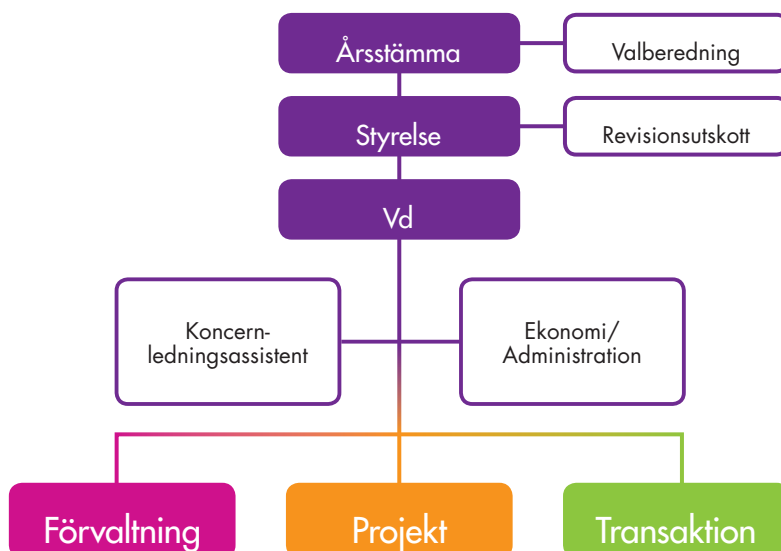 Årsstämma
Valberedning
Styrelse
Revisionsutskott
Vd
Koncern-
ledningsassistent
Ekonomi/
Administration
Förvaltning
Projekt
Transaktion